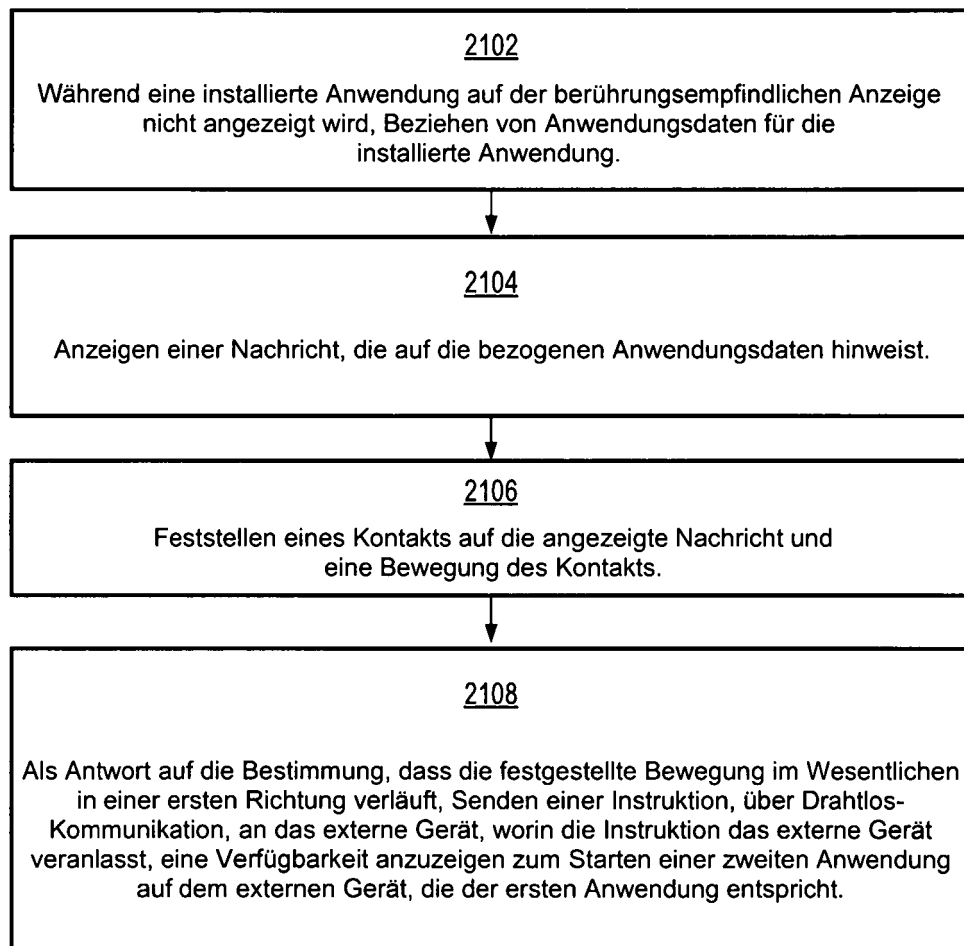 2102
Während eine installierte Anwendung auf der berührungsempfindlichen Anzeige
nicht angezeigt wird, Beziehen von Anwendungsdaten für die
installierte Anwendung.
2104
Anzeigen einer Nachricht, die auf die bezogenen Anwendungsdaten hinweist.
2106
Feststellen eines Kontakts auf die angezeigte Nachricht und
eine Bewegung des Kontakts.
2108
Als Antwort auf die Bestimmung, dass die festgestellte Bewegung im Wesentlichen
in einer ersten Richtung verläuft, Senden einer Instruktion, über Drahtlos-
Kommunikation, an das externe Gerät, worin die Instruktion das externe Gerät
veranlasst, eine Verfügbarkeit anzuzeigen zum Starten einer zweiten Anwendung
auf dem externen Gerät, die der ersten Anwendung entspricht.